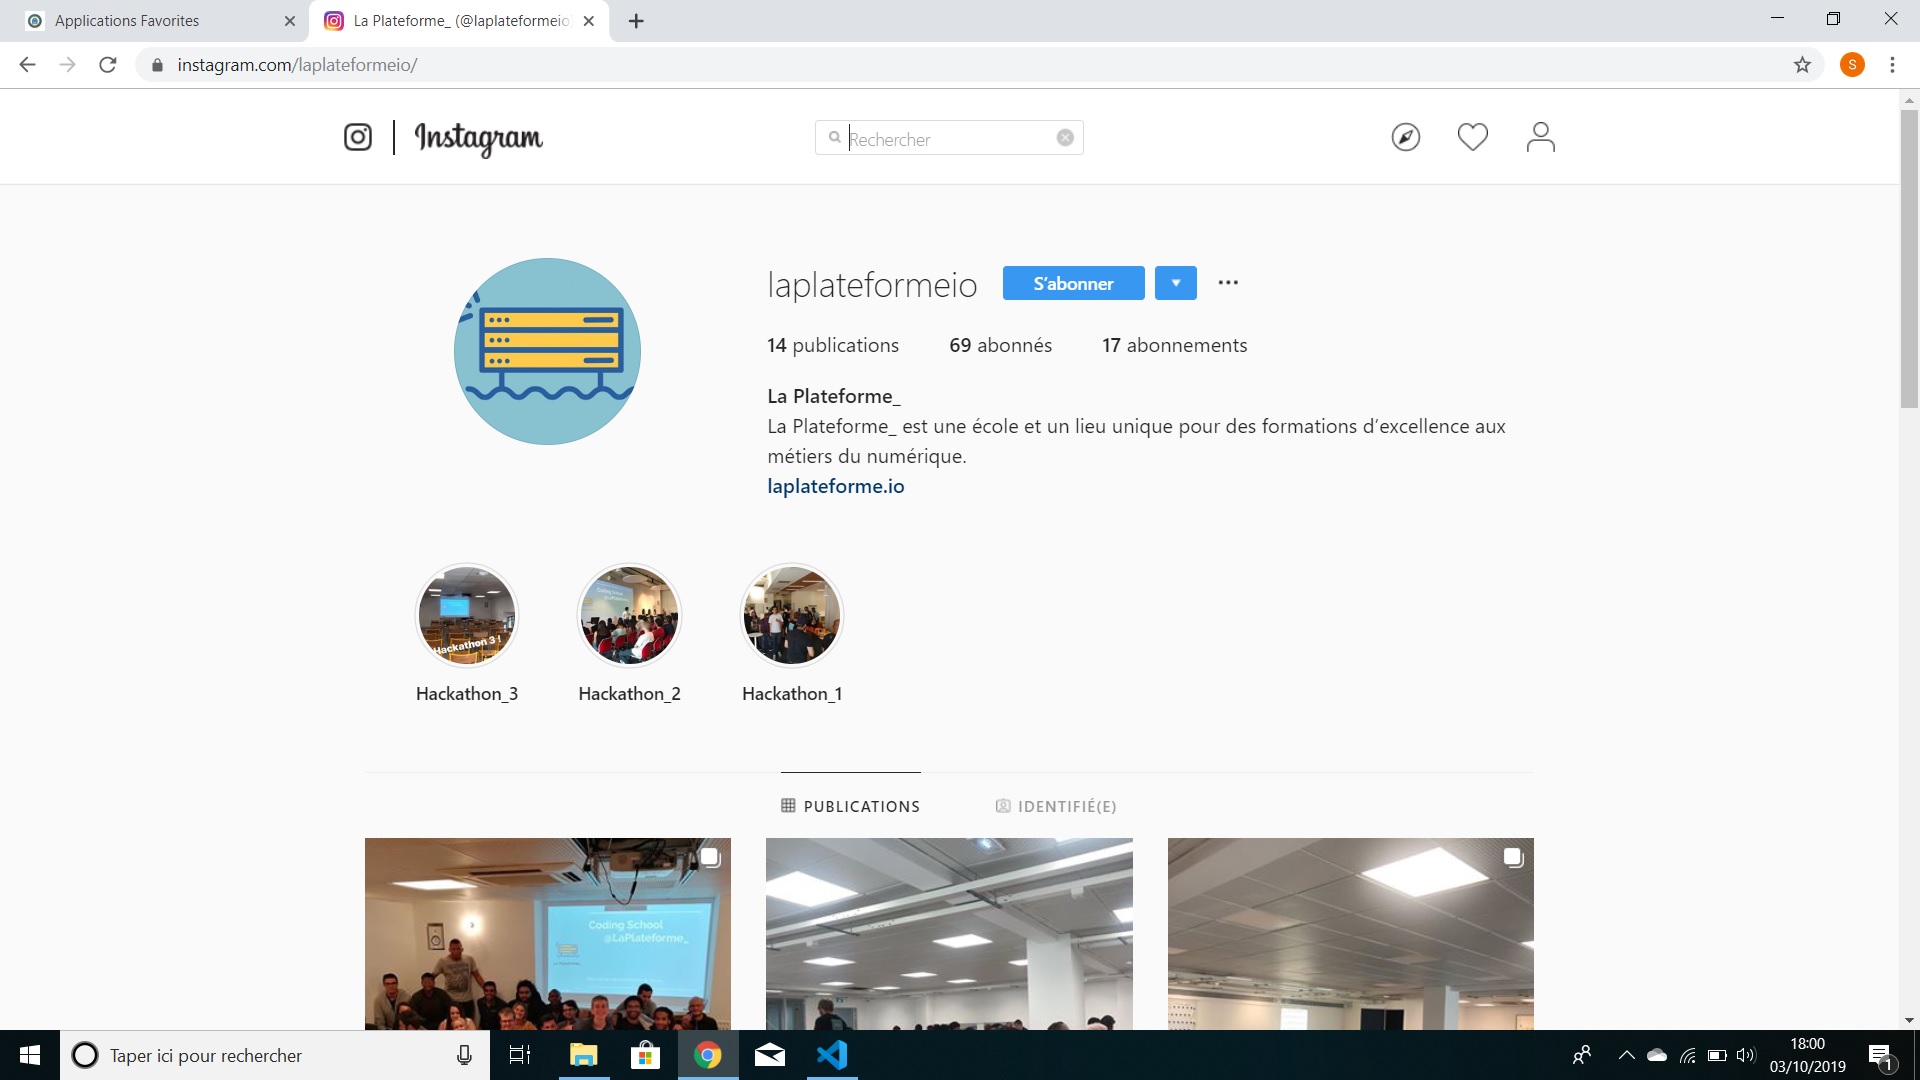 Applications Favorites
La Plateforme_ (@laplateformeio
instagram.com/laplateformeio/
S
Instagram
Rechercher
laplateformeio
S'abonner
14 publications 69 abonnés 17 abonnements
La Plateforme_
La Plateforme_ est une école et un lieu unique pour des formations d'excellence aux
métiers du numérique.
laplateforme.io
Hackathon 3 !
Coding School
Hackathon_3
Hackathon_2
Hackathon_1
PUBLICATIONS
IDENTIFIÉ(E)
Coding School
@LaPlateforme_
Taper ici pour rechercher
18:00
03/10/2019
1